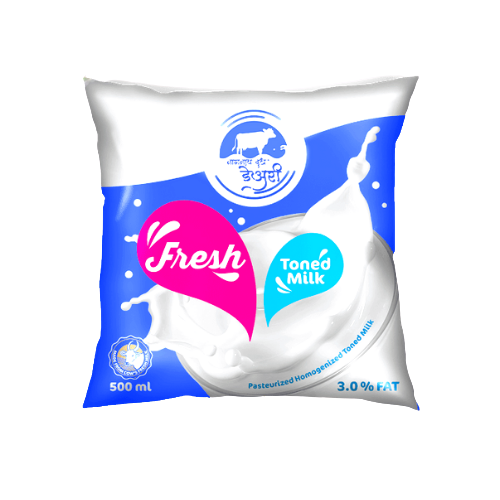 डेअरी
Fresh
Toned
Milk
Pasteurized Homogenized Toned Milk
500 ml
3.0 % FAT